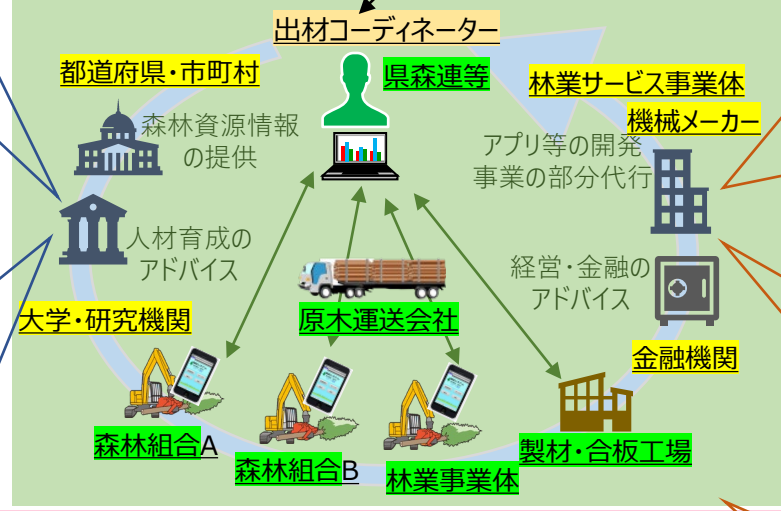 出材コーディネーター
都道府県・市町村
県森連等
林業サービス事業体
機械メーカー
森林資源情報
の提供
アプリ等の開発
事業の部分代行
人材育成の
アドバイス
経営・金融の
アドバイス
大学・研究機関
原木運送会社
金融機関
森林組合A
森林組合B
林業事業体
製材・合板工場